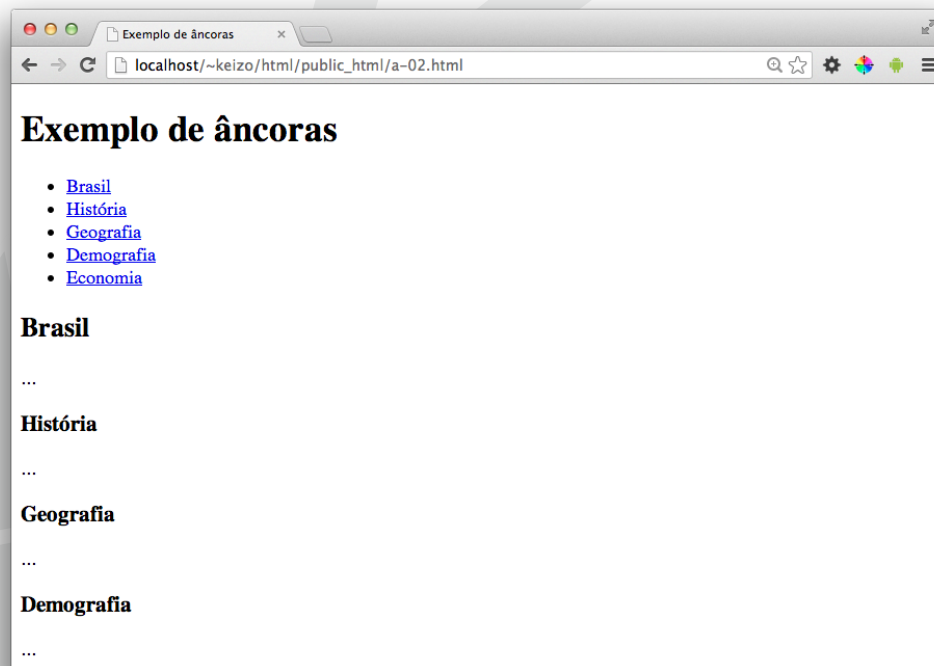 Exemplo de âncoras
localhost/~keizo/html/public_html/a-02.html
Exemplo de âncoras
Brasil
História
Geografia
Demografia
Economia
Brasil
...
História
...
Geografia
...
Demografia
...